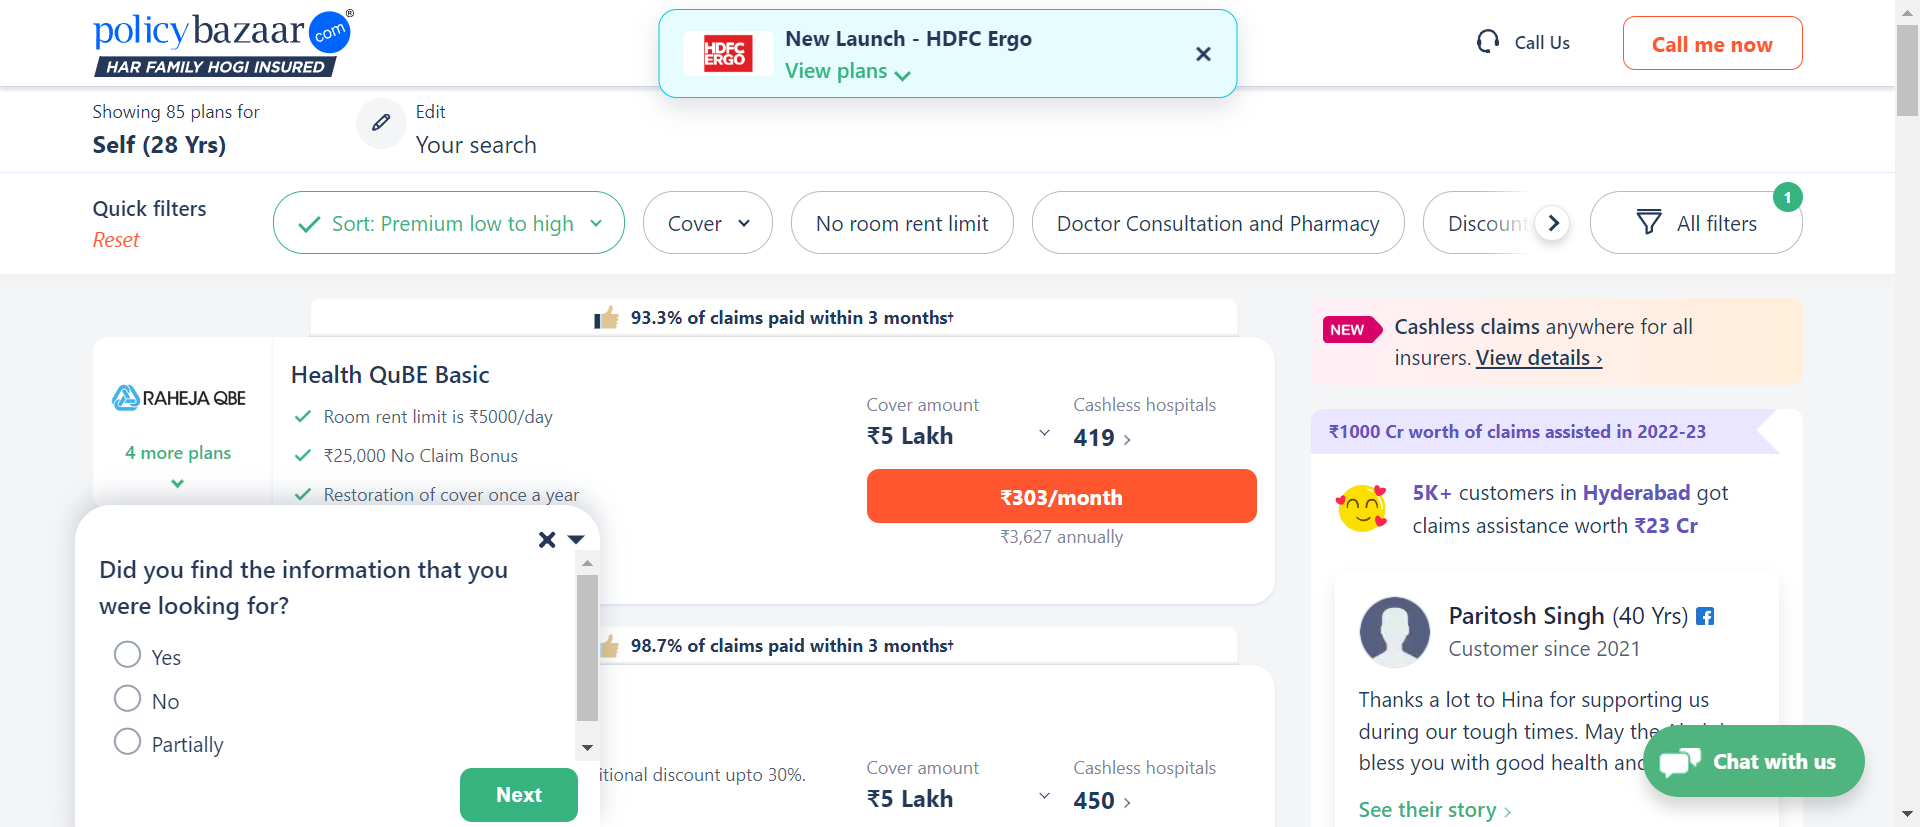 policybazaar.com®
HAR FAMILY HOGI INSURED
HDFC
ERGO
New Launch - HDFC Ergo
View plans
Call Us
Call me now
Showing 85 plans for
Self (28 Yrs)
Edit
Your search
Quick filters
Reset
Sort: Premium low to high
Cover
No room rent limit
Doctor Consultation and Pharmacy
Discount
All filters
1
93.3% of claims paid within 3 months†
RAHEJA QBE
4 more plans
Health QuBE Basic
Room rent limit is ₹5000/day
₹25,000 No Claim Bonus
Restoration of cover once a year
Cover amount
₹5 Lakh
Cashless hospitals
419 ›
₹303/month
₹3,627 annually
NEW
Cashless claims anywhere for all
insurers. View details ›
₹1000 Cr worth of claims assisted in 2022-23
5K+ customers in Hyderabad got
claims assistance worth ₹23 Cr
Paritosh Singh (40 Yrs)
Customer since 2021
Thanks a lot to Hina for supporting us
during our tough times. May the
bless you with good health and
See their story ›
Chat with us
Did you find the information that you
were looking for?
Yes
No
Partially
Next
98.7% of claims paid within 3 months†
itional discount upto 30%.
Cover amount
₹5 Lakh
Cashless hospitals
450 ›